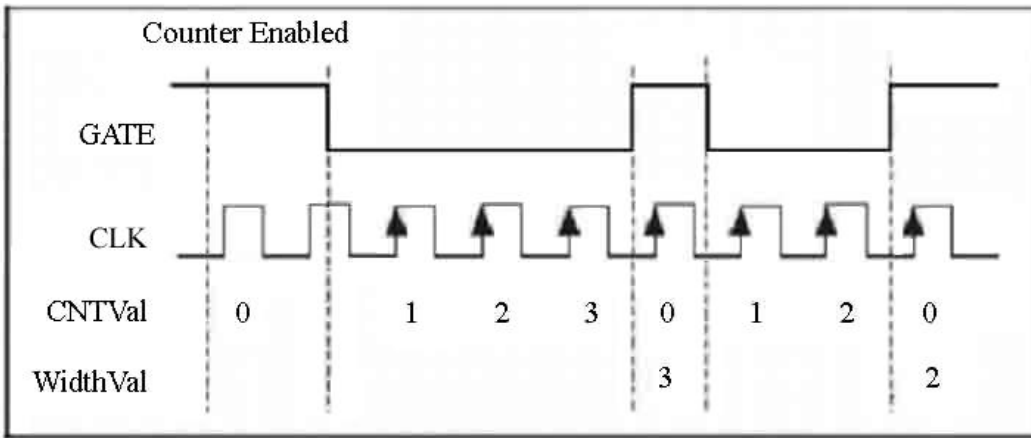 Counter Enabled
GATE
CLK
CNTVal 0 1 2 3 0 1 2 0
WidthVal 3 2